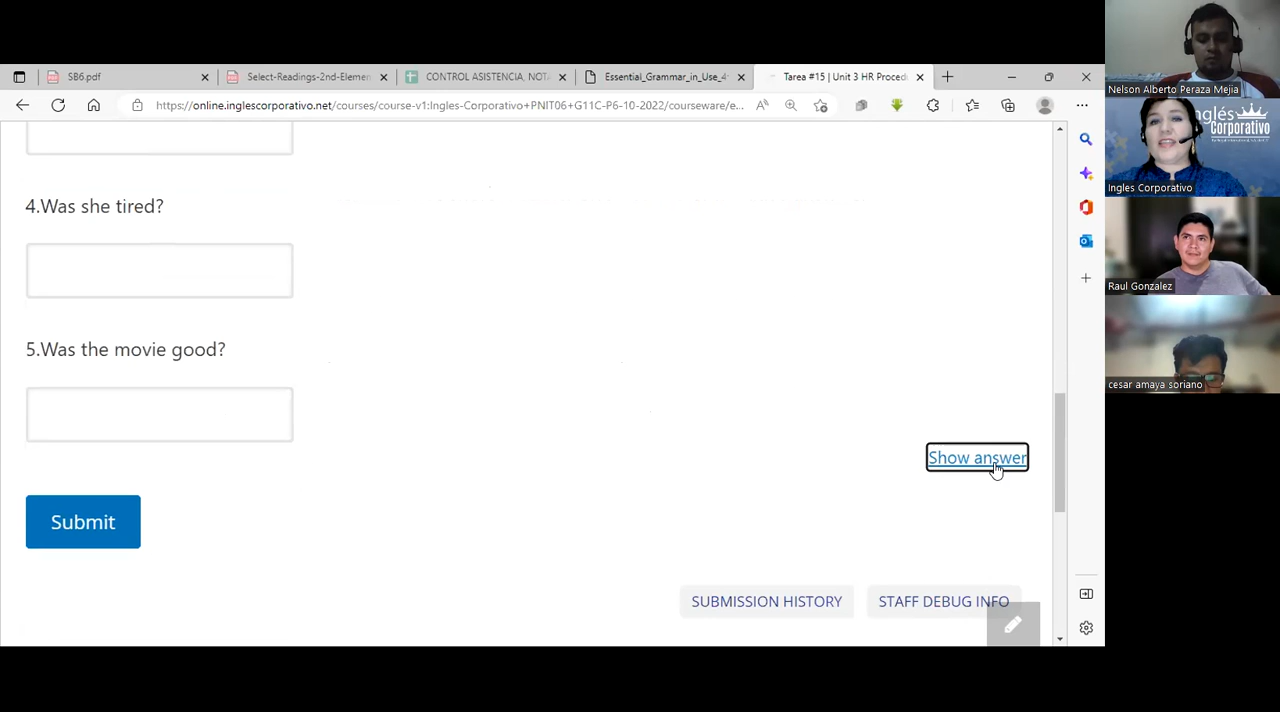 SB6.pdf
Select-Readings-2nd-Elemen
CONTROL ASISTENCIA, NOTA
Essential_Grammar_in_Use_4
Tarea #15 | Unit 3 HR Proced
https://online.inglescorporativo.net/courses/course-v1:Ingles-Corporativo+PNIT06+G11C-P6-10-2022/courseware/e...
4.Was she tired?
5.Was the movie good?
Show answer
Submit
SUBMISSION HISTORY
STAFF DEBUG INFO
Nelson Alberto Peraza Mejia
nglés
Corporativo
Ingles Corporativo
Raul Gonzalez
cesar amaya soriano